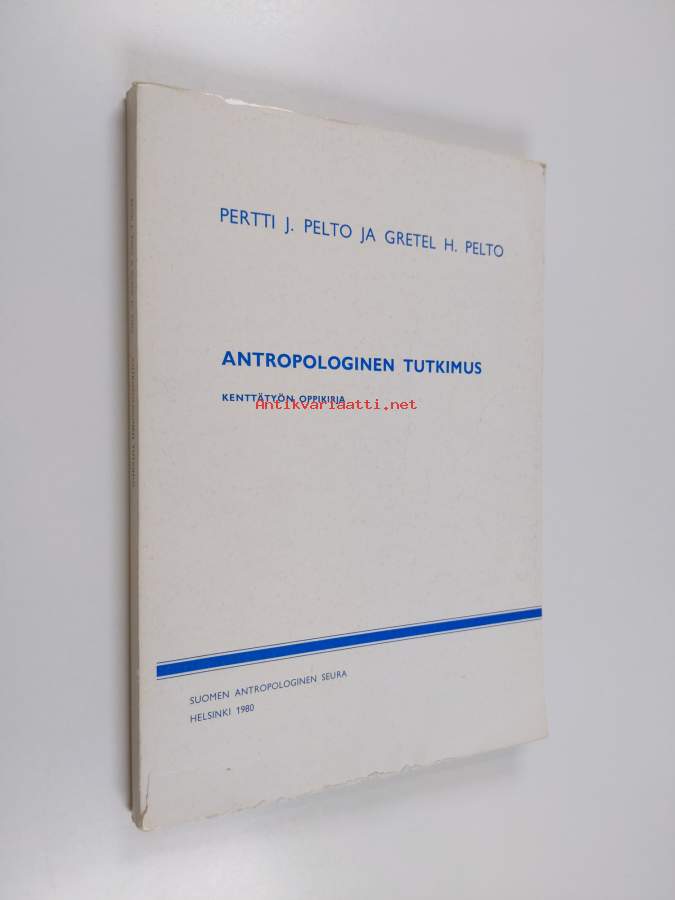 PERTTI J. PELTO JA GRETEL H. PELTO
ANTROPOLOGINEN TUTKIMUS
KENTTÄTYÖN OPPIKIRJA
Antikvariaatti.net
SUOMEN ANTROPOLOGINEN SEURA
HELSINKI 1980